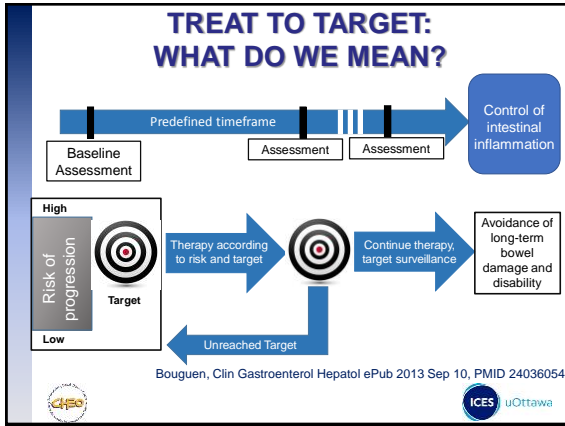 TREAT TO TARGET:
WHAT DO WE MEAN?
Predefined timeframe
Baseline
Assessment
Assessment
Assessment
Control of
intestinal
inflammation
High
Risk of
progression
Low
Target
Therapy according
to risk and target
Continue therapy,
target surveillance
Avoidance of
long-term
bowel
damage and
disability
Unreached Target
Bouguen, Clin Gastroenterol Hepatol ePub 2013 Sep 10, PMID 24036054
CHEO
ICES
uOttawa